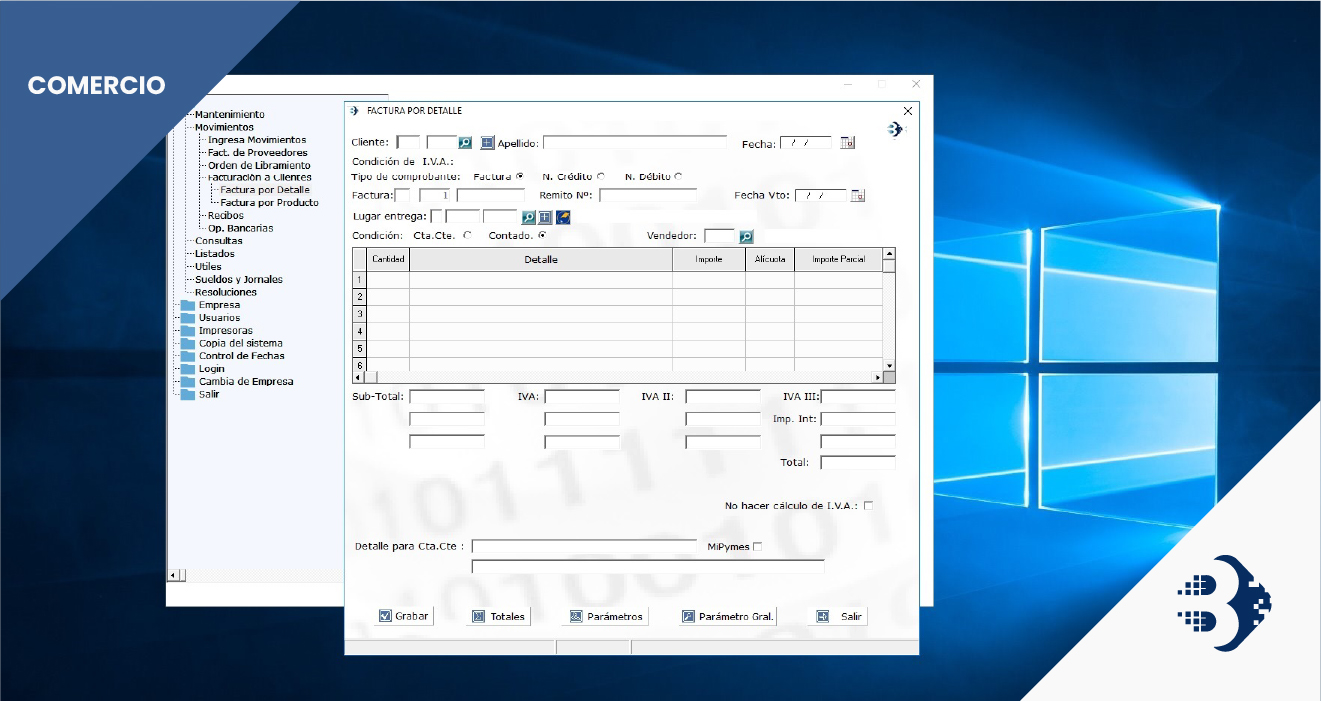 COMERCIO
Mantenimiento
Movimientos
Ingresa Movimientos
Fact. de Proveedores
Orden de Libramiento
Facturación a Clientes
Factura por Detalle
Factura por Producto
Recibos
Op. Bancarias
Consultas
Listados
Utiles
Sueldos y Jornales
Resoluciones
Empresa
Usuarios
Impresoras
Copia del sistema
Control de Fechas
Login
Cambia de Empresa
Salir
FACTURA POR DETALLE
Cliente: Apellido: Fecha: / /
Condición de I.V.A.:
Tipo de comprobante: Factura N. Crédito N. Débito
Factura: 1 Remito Nº: Fecha Vto: / /
Lugar entrega:
Condición: Cta.Cte. Contado. Vendedor:
Cantidad Detalle Importe Alícuota Importe Parcial
1
2
3
4
5
6
Sub-Total: IVA: IVA II: IVA III:
Imp. Int:
Total:
No hacer cálculo de I.V.A.:
Detalle para Cta.Cte : MiPymes
Grabar Totales Parámetros Parámetro Gral. Salir